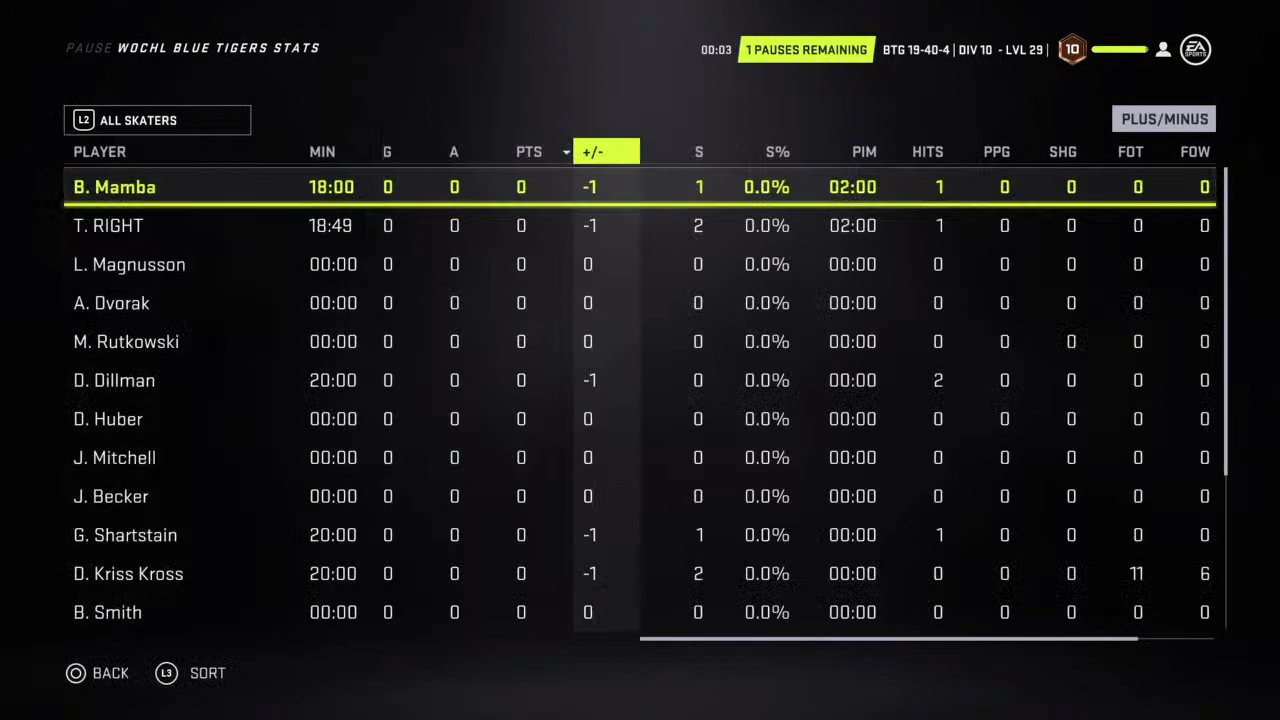 PAUSE WOCHL BLUE TIGERS STATS
00:03 1 PAUSES REMAINING BTG 19-40-4 | DIV 10 - LVL 29 | 10 EA SPORTS
L2 ALL SKATERS PLUS/MINUS
PLAYER MIN G A PTS +/- S S% PIM HITS PPG SHG FOT FOW
B. Mamba 18:00 0 0 0 -1 1 0.0% 02:00 1 0 0 0 0
T. RIGHT 18:49 0 0 0 -1 2 0.0% 02:00 1 0 0 0 0
L. Magnusson 00:00 0 0 0 0 0 0.0% 00:00 0 0 0 0 0
A. Dvorak 00:00 0 0 0 0 0 0.0% 00:00 0 0 0 0 0
M. Rutkowski 00:00 0 0 0 0 0 0.0% 00:00 0 0 0 0 0
D. Dillman 20:00 0 0 0 -1 0 0.0% 00:00 2 0 0 0 0
D. Huber 00:00 0 0 0 0 0 0.0% 00:00 0 0 0 0 0
J. Mitchell 00:00 0 0 0 0 0 0.0% 00:00 0 0 0 0 0
J. Becker 00:00 0 0 0 0 0 0.0% 00:00 0 0 0 0 0
G. Shartstain 20:00 0 0 0 -1 1 0.0% 00:00 1 0 0 0 0
D. Kriss Kross 20:00 0 0 0 -1 2 0.0% 00:00 0 0 0 11 6
B. Smith 00:00 0 0 0 0 0 0.0% 00:00 0 0 0 0 0
BACK L3 SORT